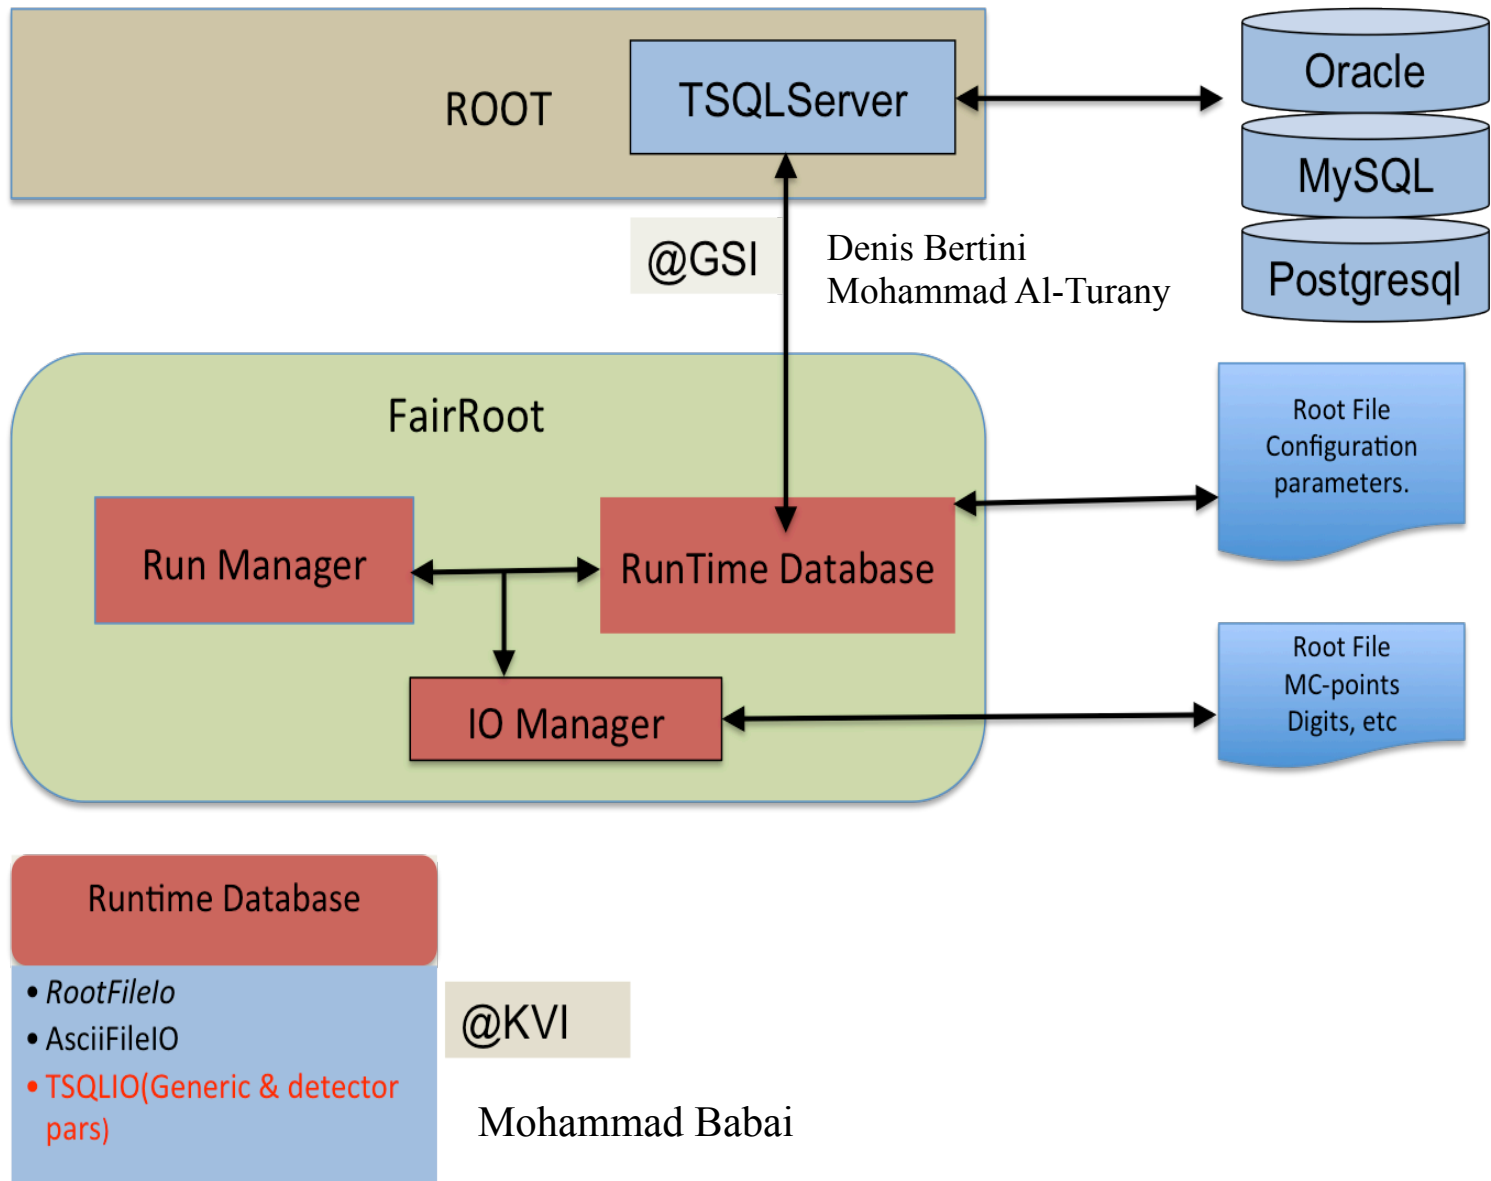 ROOT
TSQLServer
Oracle
MySQL
Postgresql
@GSI
Denis Bertini
Mohammad Al-Turany
FairRoot
Run Manager
RunTime Database
IO Manager
Root File
Configuration
parameters.
Root File
MC-points
Digits, etc
Runtime Database
• RootFileIo
• AsciiFileIO
• TSQLIO(Generic & detector
pars)
@KVI
Mohammad Babai